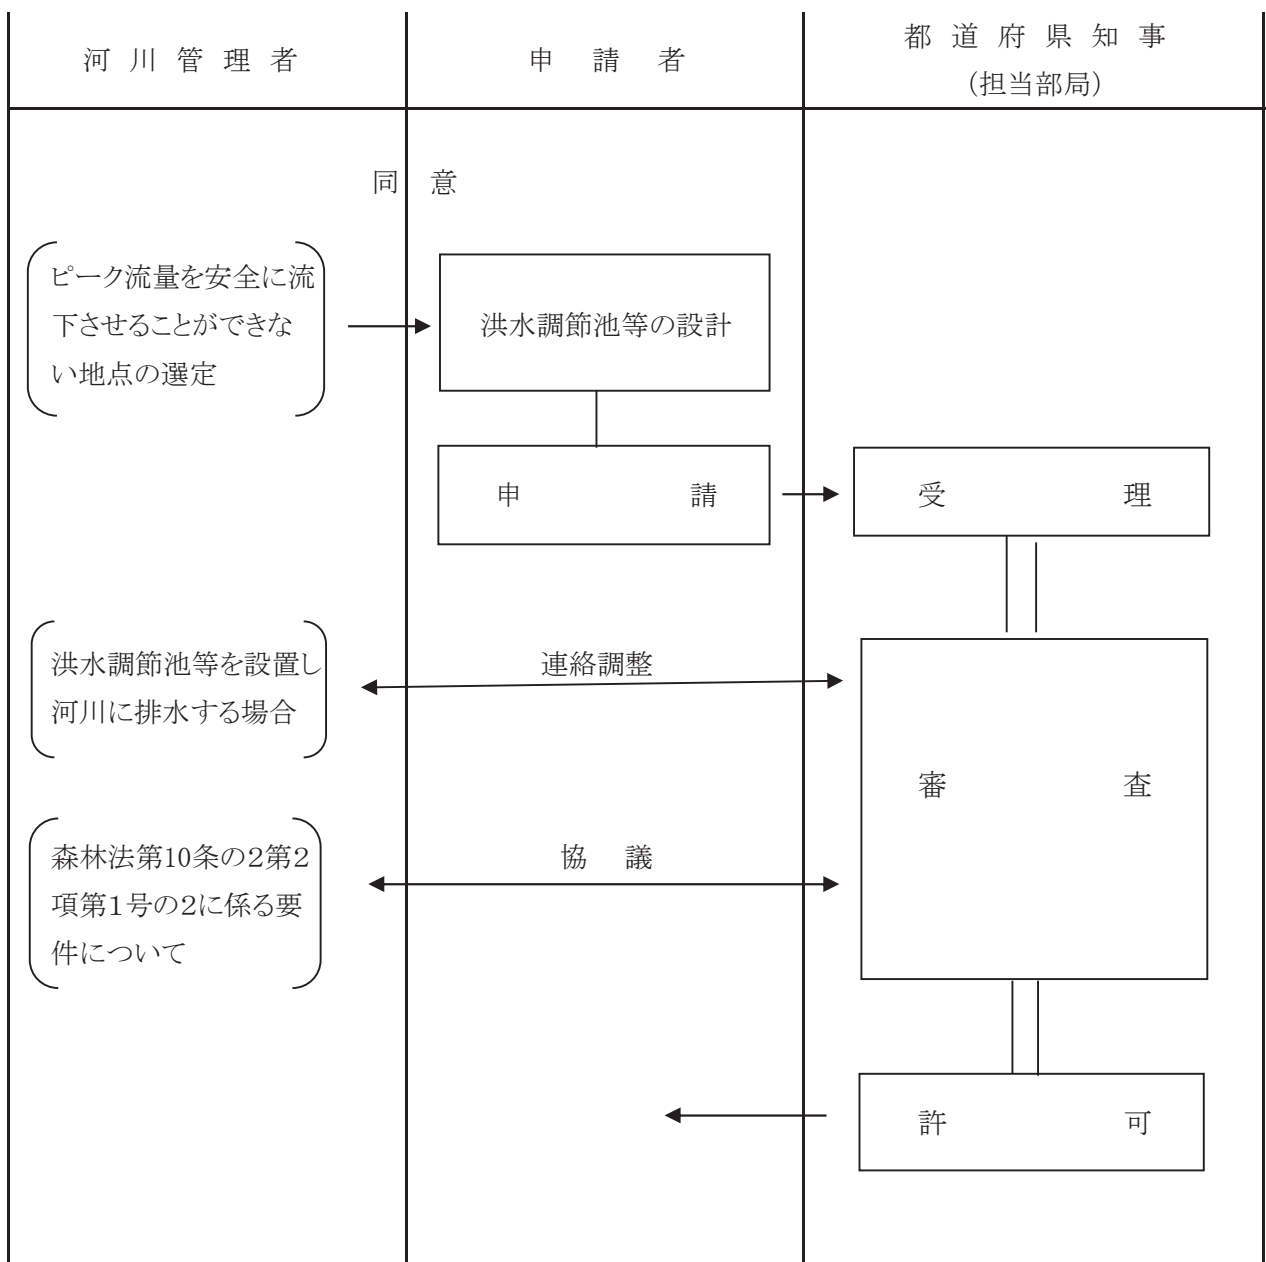 河川管理者
申請者
都道府県知事
（担当部局）
同意
ピーク流量を安全に流
下させることができな
い地点の選定
洪水調節池等の設計
申請
受理
洪水調節池等を設置し
河川に排水する場合
連絡調整
審査
森林法第10条の２第２
項第１号の２に係る要
件について
協議
許可